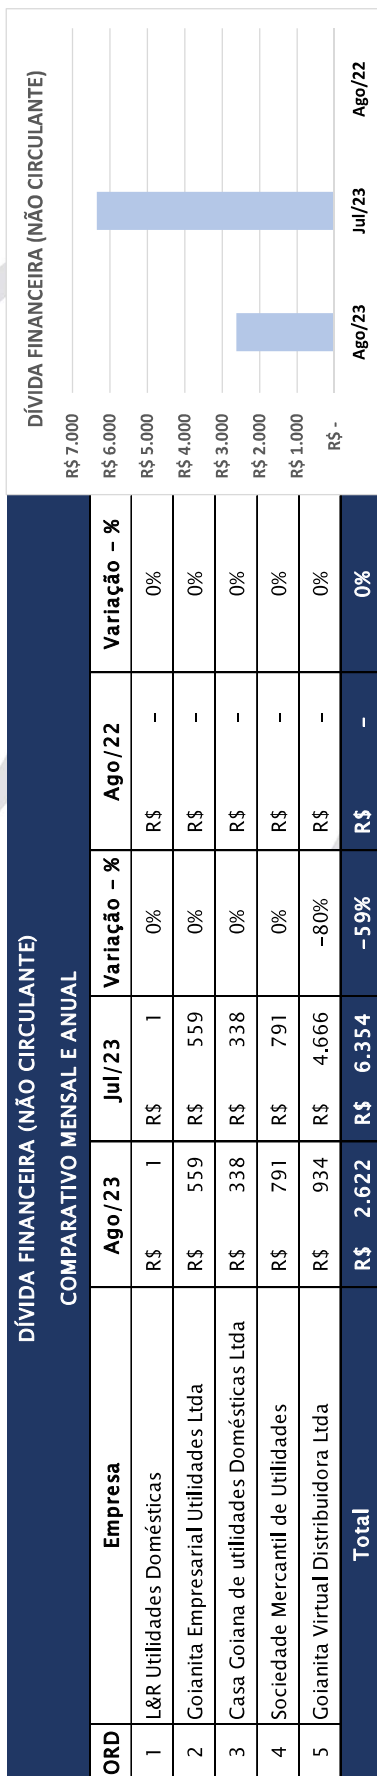 DÍVIDA FINANCEIRA (NÃO CIRCULANTE)
COMPARATIVO MENSAL E ANUAL
ORD Empresa Ago/23 Jul/23 Variação – % Ago/22 Variação – %
1 L&R Utilidades Domésticas R$ 1 R$ 1 0% R$ – 0%
2 Goianita Empresarial Utilidades Ltda R$ 559 R$ 559 0% R$ – 0%
3 Casa Goiana de utilidades Domésticas Ltda R$ 338 R$ 338 0% R$ – 0%
4 Sociedade Mercantil de Utilidades R$ 791 R$ 791 0% R$ – 0%
5 Goianita Virtual Distribuidora Ltda R$ 934 R$ 4.666 –80% R$ – 0%
Total R$ 2.622 R$ 6.354 –59% R$ – 0%
DÍVIDA FINANCEIRA (NÃO CIRCULANTE)
R$ 7.000
R$ 6.000
R$ 5.000
R$ 4.000
R$ 3.000
R$ 2.000
R$ 1.000
R$ -
Ago/23 Jul/23 Ago/22